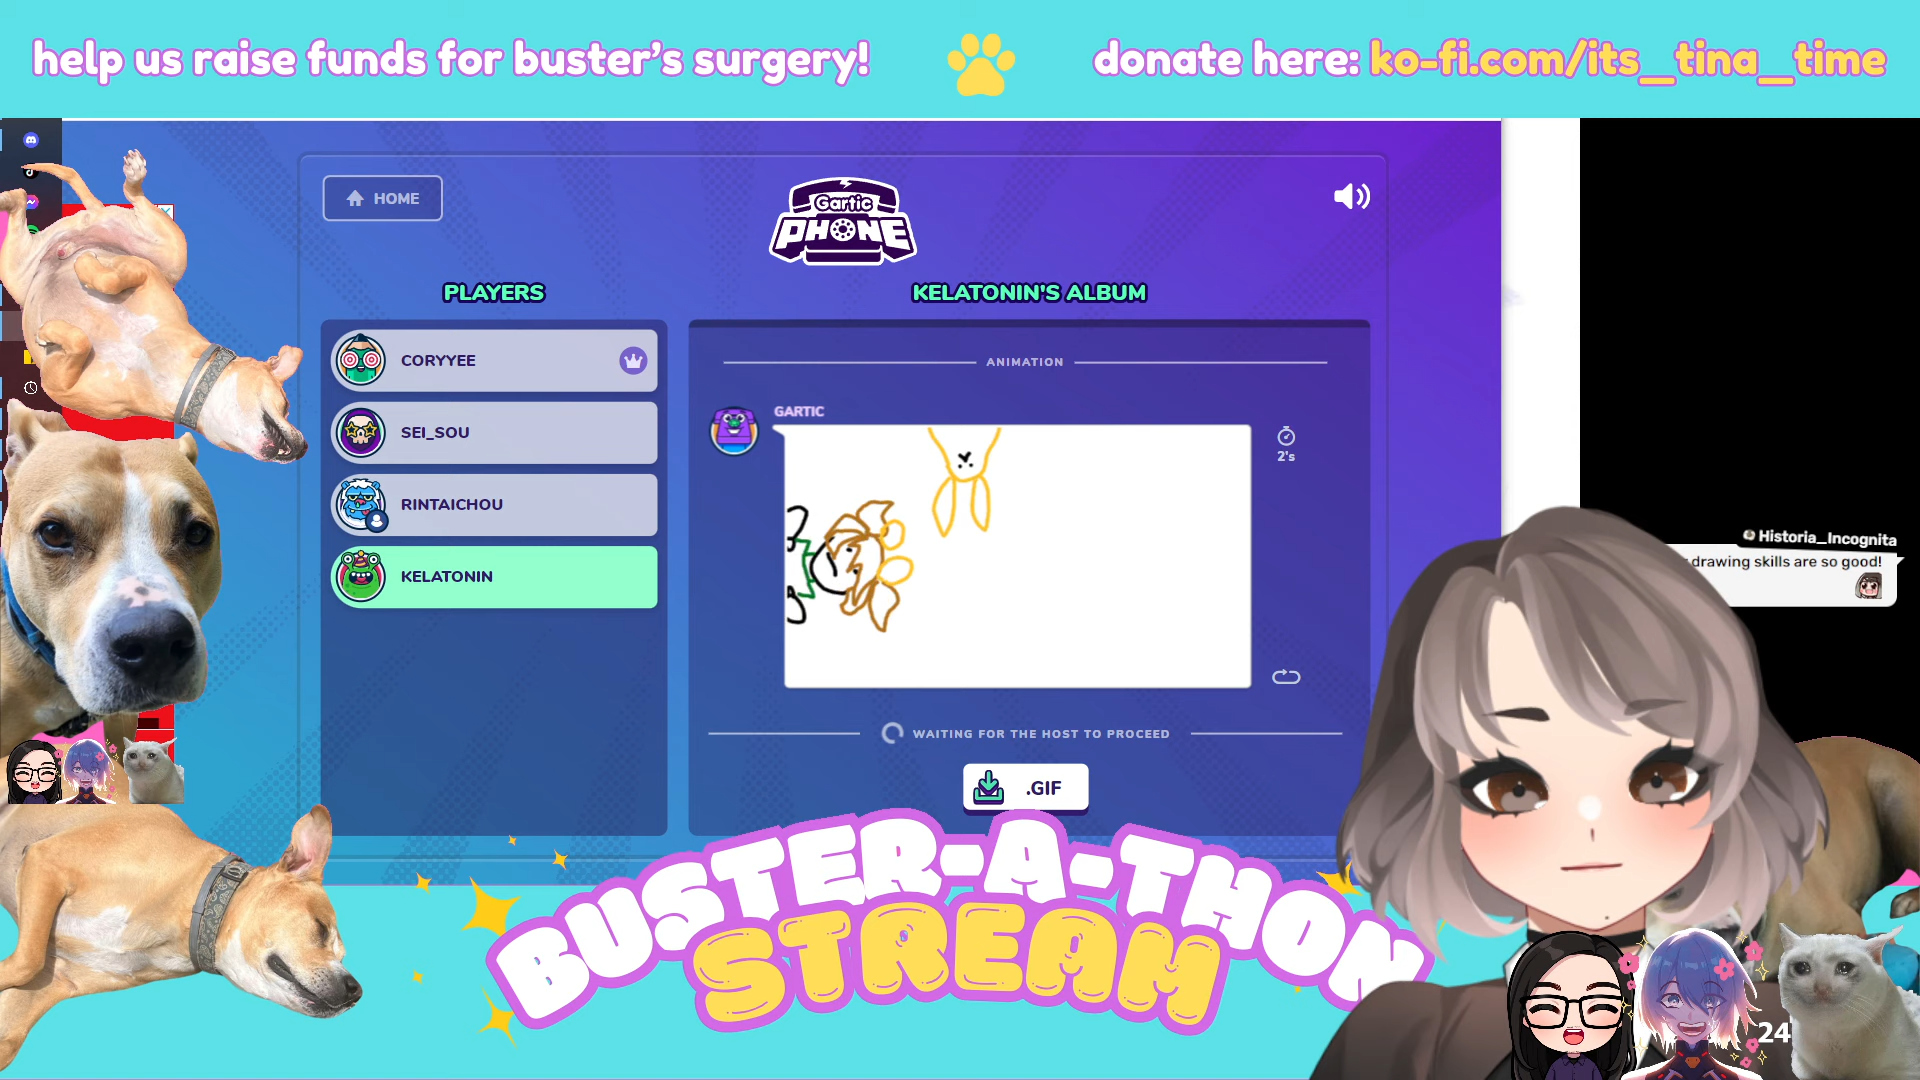 help us raise funds for buster's surgery!
donate here: ko-fi.com/its_tina_time
HOME
Gartic
PHONE
PLAYERS
KELATONIN'S ALBUM
CORYYEE
SEI_SOU
RINTAICHOU
KELATONIN
ANIMATION
GARTIC
2's
WAITING FOR THE HOST TO PROCEED
.GIF
Historia_Incognita
drawing skills are so good!
BUSTER-A-THON
STREAM
24